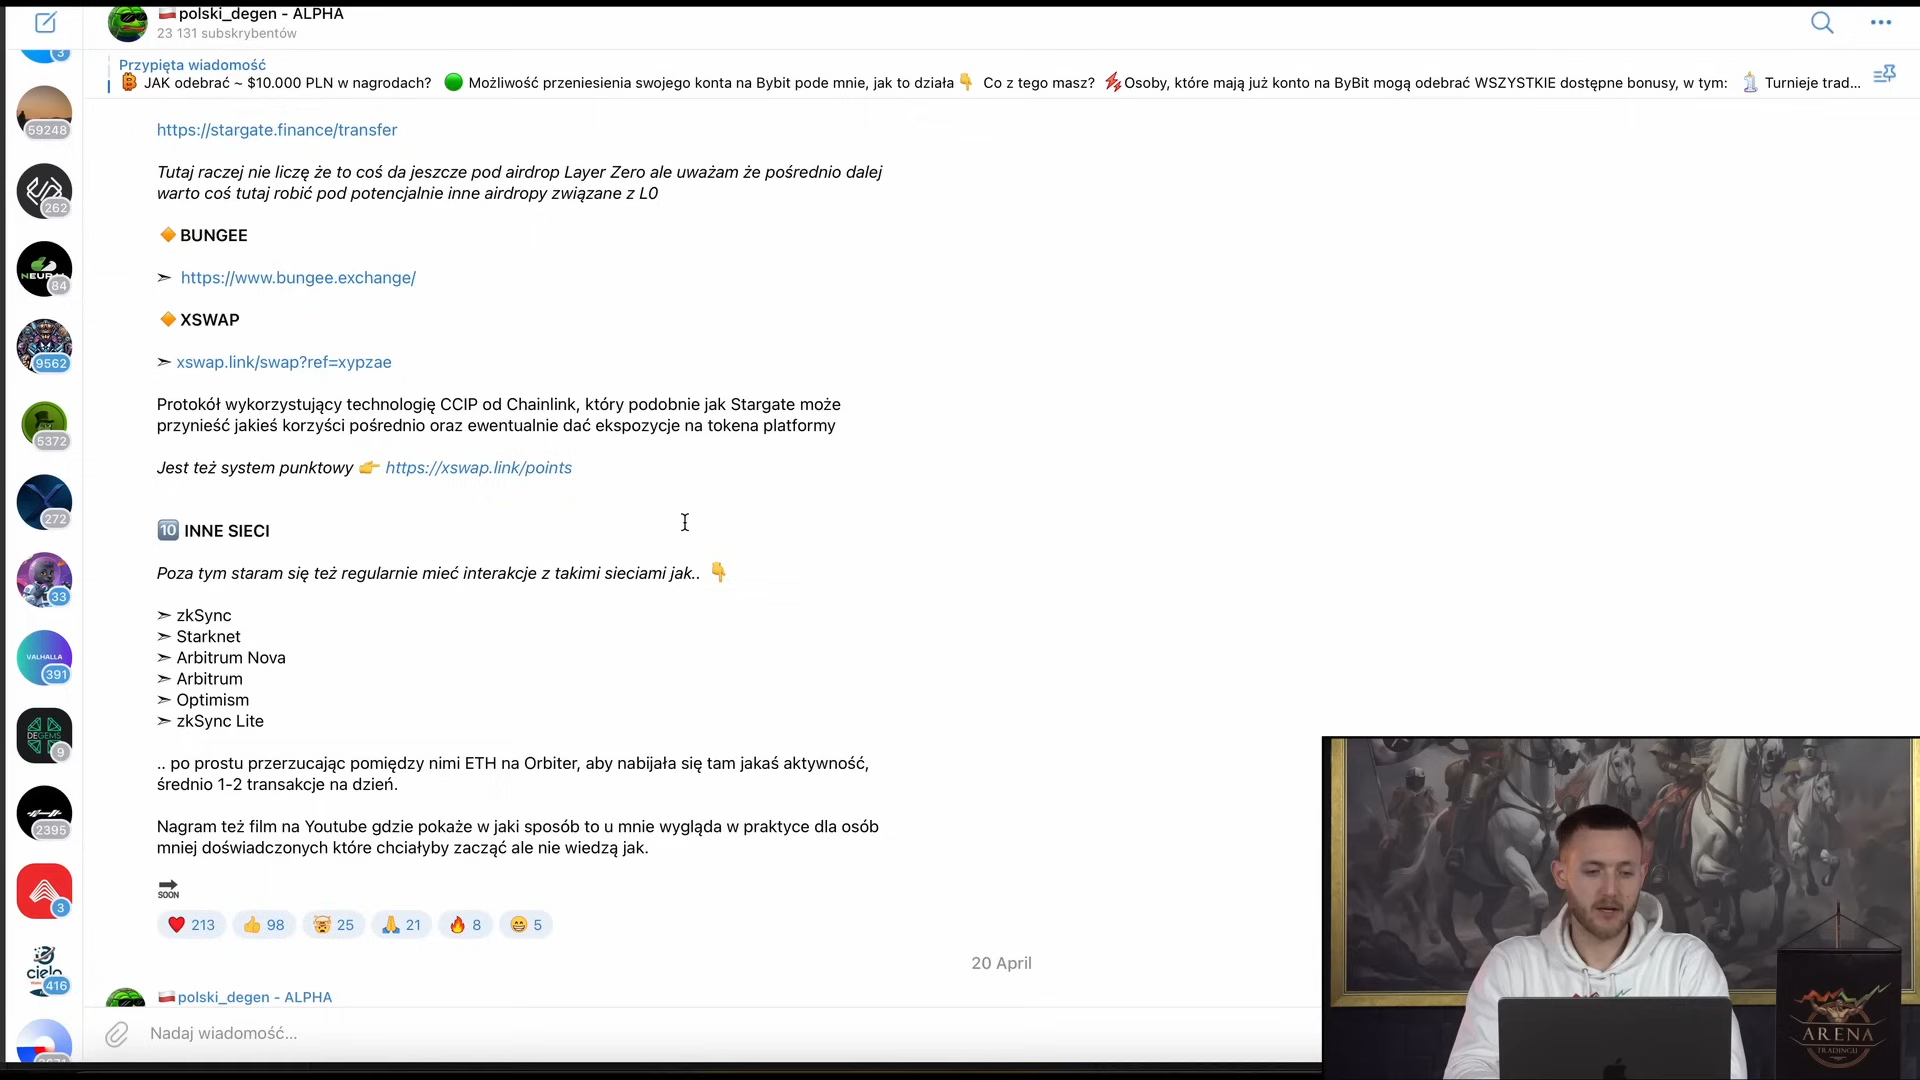 polski_degen - ALPHA
23 131 subskrybentów
Przypięta wiadomość
JAK odebrać ~ $10.000 PLN w nagrodach? Możliwość przeniesienia swojego konta na Bybit pode mnie, jak to działa Co z tego masz? Osoby, które mają już konto na ByBit mogą odebrać WSZYSTKIE dostępne bonusy, w tym: Turnieje trad...
3
59248
262
NEURAL
84
9562
5372
272
33
VALHALLA
391
DEGEMS
9
2395
3
cielo
416
https://stargate.finance/transfer
Tutaj raczej nie liczę że to coś da jeszcze pod airdrop Layer Zero ale uważam że pośrednio dalej
warto coś tutaj robić pod potencjalnie inne airdropy związane z L0
🔸 BUNGEE
➣ https://www.bungee.exchange/
🔸 XSWAP
➣ xswap.link/swap?ref=xypzae
Protokół wykorzystujący technologię CCIP od Chainlink, który podobnie jak Stargate może
przynieść jakieś korzyści pośrednio oraz ewentualnie dać ekspozycje na tokena platformy
Jest też system punktowy 👉 https://xswap.link/points
🔟 INNE SIECI
Poza tym staram się też regularnie mieć interakcje z takimi sieciami jak.. 👇
➣ zkSync
➣ Starknet
➣ Arbitrum Nova
➣ Arbitrum
➣ Optimism
➣ zkSync Lite
.. po prostu przerzucając pomiędzy nimi ETH na Orbiter, aby nabijała się tam jakaś aktywność,
średnio 1-2 transakcje na dzień.
Nagram też film na Youtube gdzie pokaże w jaki sposób to u mnie wygląda w praktyce dla osób
mniej doświadczonych które chciałyby zacząć ale nie wiedzą jak.
SOON
213 98 25 21 8 5
20 April
polski_degen - ALPHA
Nadaj wiadomość...
ARENA
TRADINGU